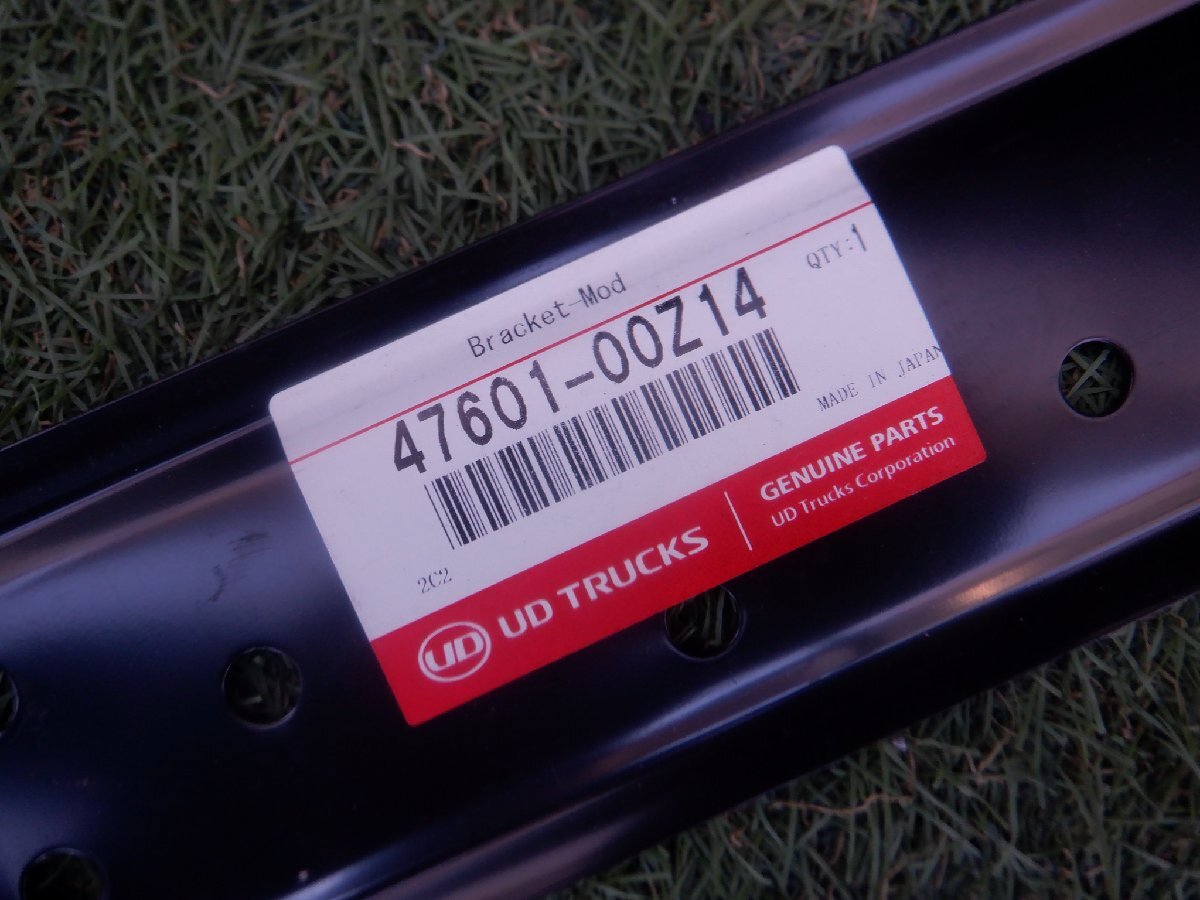 Bracket-Mod
QTY:1
47601-00Z14
MADE IN JAPAN
2C2
UD UD TRUCKS
GENUINE PARTS
UD Trucks Corporation